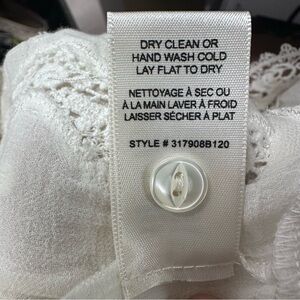 DRY CLEAN OR
HAND WASH COLD
LAY FLAT TO DRY
NETTOYAGE À SEC OU
À LA MAIN LAVER À FROID
LAISSER SÉCHER À PLAT
STYLE # 317908B120